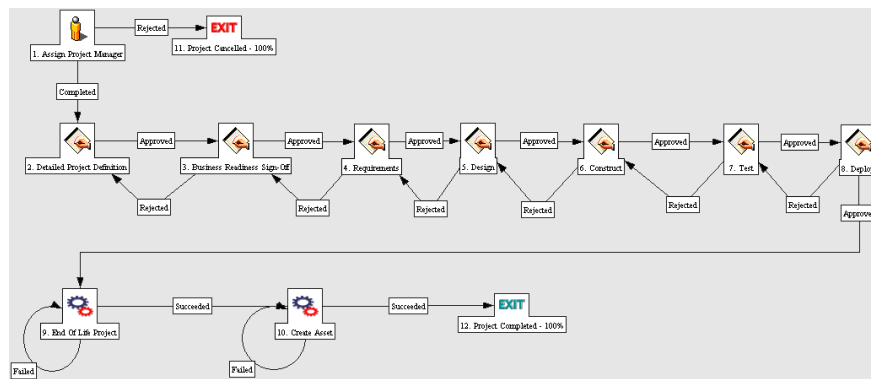 Rejected
EXIT
1. Assign Project Manager
11. Project Cancelled - 100%
Completed
Approved
Approved
Approved
Approved
Approved
Approved
2. Detailed Project Definition
3. Business Readiness Sign-Off
4. Requirements
5. Design
6. Construct
7. Test
8. Deploy
Rejected
Rejected
Rejected
Rejected
Rejected
Rejected
Approve
Succeeded
Succeeded
EXIT
9. End Of Life Project
10. Create Asset
12. Project Completed - 100%
Failed
Failed